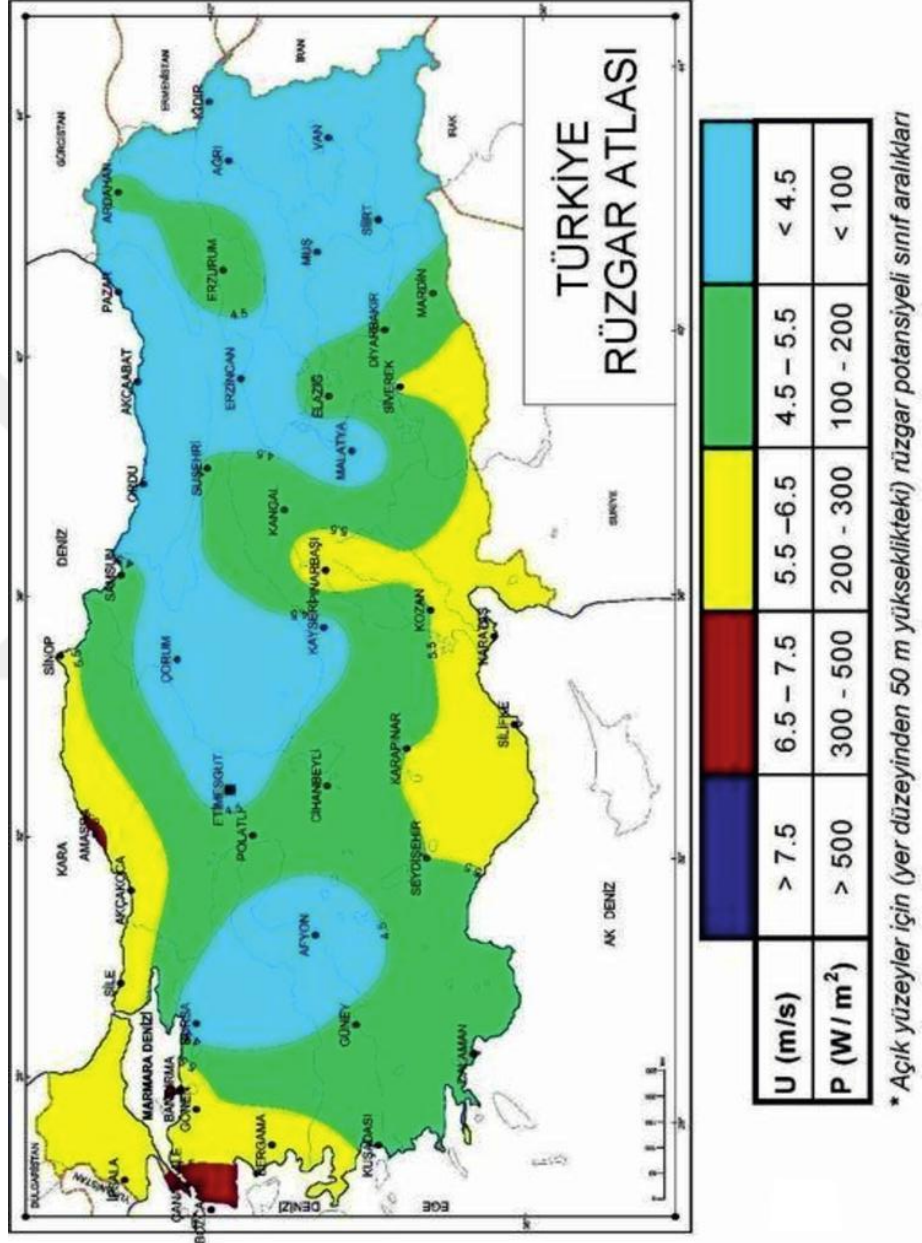 TÜRKİYE
RÜZGAR ATLASI
BULGARİSTAN
YUNANİSTAN
KARA
DENİZ
GÜRCİSTAN
ERMENİSTAN
İRAN
IRAK
SURİYE
AK DENİZ
EGE
DENİZİ
MARMARA DENİZİ
İPSALA
ŞİLE
AKÇAKOCA
AMASRA
SİNOP
SAMSUN
ORDU
AKÇAABAT
PAZAR
ARDAHAN
BANDIRMA
GÖNEN
BURSA
BERGAMA
KUŞADASI
GÜNEY
DALAMAN
AFYON
POLATLI
ETİMESGUT
ÇORUM
CİHANBEYLİ
SEYDİŞEHİR
KARAPINAR
SİLİFKE
KARATAŞ
KOZAN
KAYSERİ
PINARBAŞI
KANGAL
SUŞEHRİ
MALATYA
ELAZIĞ
ERZİNCAN
ERZURUM
SİVEREK
DİYARBAKIR
MARDİN
MUŞ
SİİRT
VAN
AĞRI
IĞDIR
U (m/s) > 7.5 6.5 – 7.5 5.5 –6.5 4.5 – 5.5 < 4.5
P (W/ m²) > 500 300 - 500 200 - 300 100 - 200 < 100
* Açık yüzeyler için (yer düzeyinden 50 m yükseklikteki) rüzgar potansiyeli sınıf aralıkları